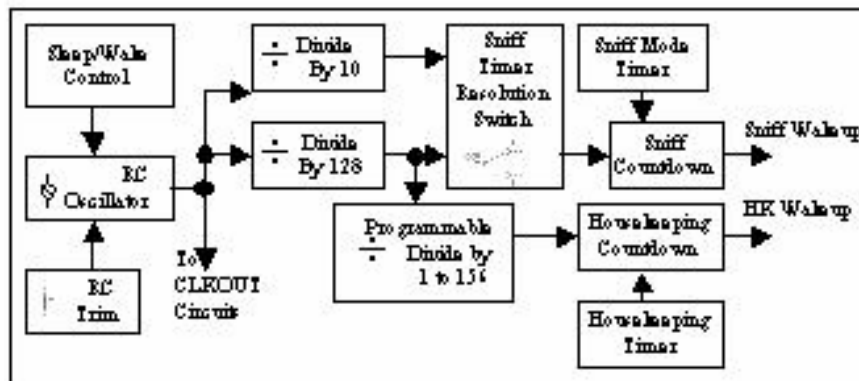 Sleep/Wake
Control
RC
Oscillator
RC
Trim
÷ Divide
By 10
÷ Divide
By 128
To
CLKOUT
Circuits
Sniff
Timer
Resolution
Switch
Programmable
÷ Divide by
1 to 156
Sniff Mode
Timer
Sniff
Countdown
Sniff Wakeup
Housekeeping
Countdown
HK Wakeup
Housekeeping
Timer